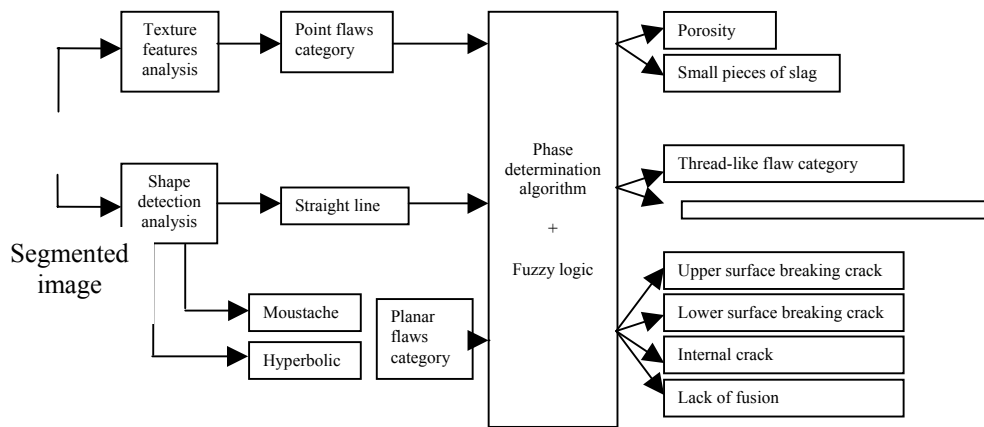 Texture
features
analysis
Point flaws
category
Porosity
Small pieces of slag
Segmented
image
Shape
detection
analysis
Straight line
Moustache
Hyperbolic
Planar
flaws
category
Phase
determination
algorithm
+
Fuzzy logic
Thread-like flaw category
Upper surface breaking crack
Lower surface breaking crack
Internal crack
Lack of fusion